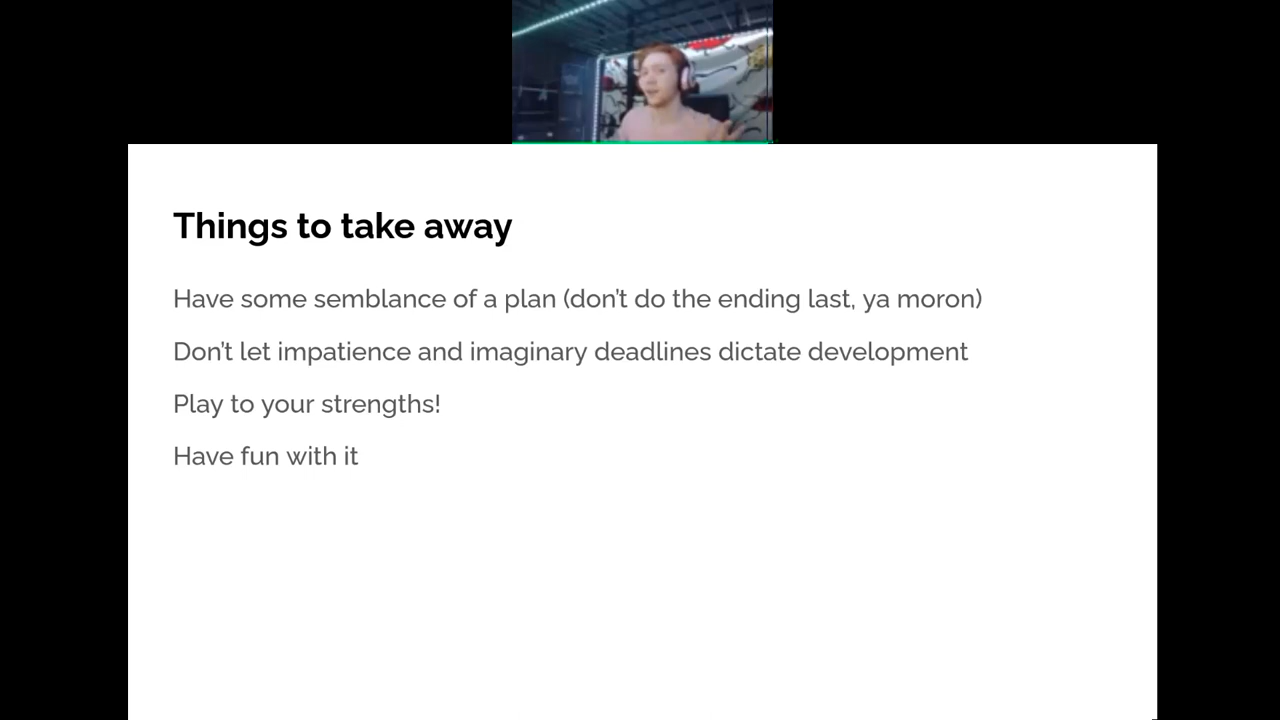 Things to take away
Have some semblance of a plan (don't do the ending last, ya moron)
Don't let impatience and imaginary deadlines dictate development
Play to your strengths!
Have fun with it